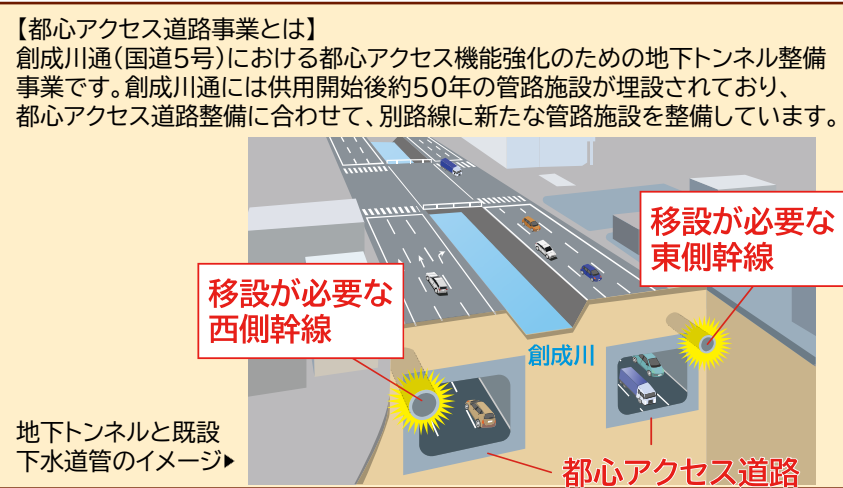 【都心アクセス道路事業とは】
創成川通(国道5号)における都心アクセス機能強化のための地下トンネル整備
事業です。創成川通には供用開始後約50年の管路施設が埋設されており、
都心アクセス道路整備に合わせて、別路線に新たな管路施設を整備しています。
移設が必要な
東側幹線
移設が必要な
西側幹線
創成川
地下トンネルと既設
下水道管のイメージ▶
都心アクセス道路